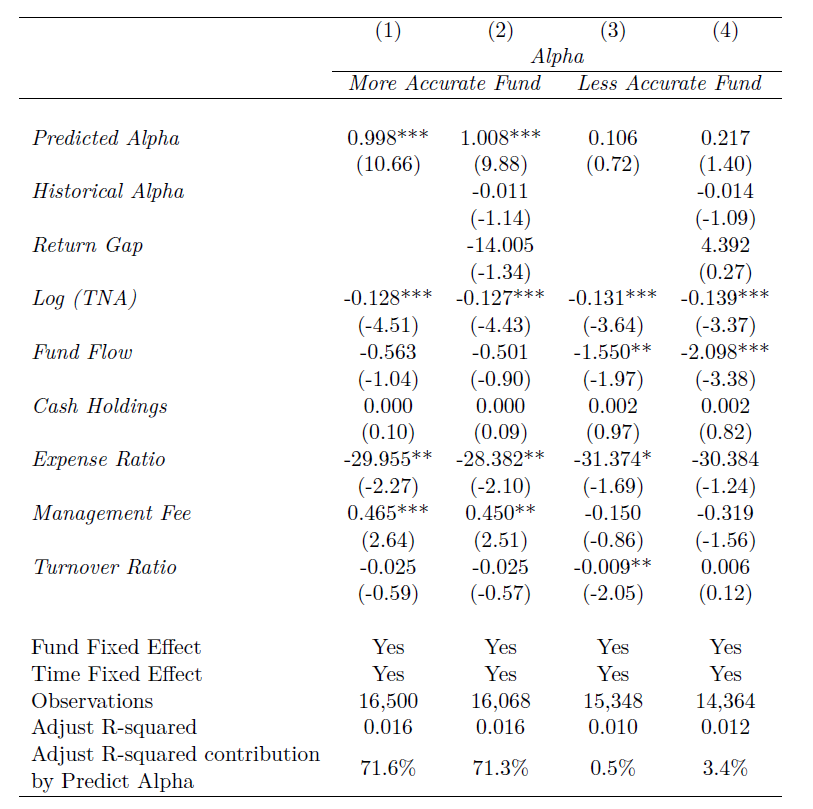 (1) (2) (3) (4)
Alpha
More Accurate Fund Less Accurate Fund
Predicted Alpha 0.998*** 1.008*** 0.106 0.217
(10.66) (9.88) (0.72) (1.40)
Historical Alpha -0.011 -0.014
(-1.14) (-1.09)
Return Gap -14.005 4.392
(-1.34) (0.27)
Log (TNA) -0.128*** -0.127*** -0.131*** -0.139***
(-4.51) (-4.43) (-3.64) (-3.37)
Fund Flow -0.563 -0.501 -1.550** -2.098***
(-1.04) (-0.90) (-1.97) (-3.38)
Cash Holdings 0.000 0.000 0.002 0.002
(0.10) (0.09) (0.97) (0.82)
Expense Ratio -29.955** -28.382** -31.374* -30.384
(-2.27) (-2.10) (-1.69) (-1.24)
Management Fee 0.465*** 0.450** -0.150 -0.319
(2.64) (2.51) (-0.86) (-1.56)
Turnover Ratio -0.025 -0.025 -0.009** 0.006
(-0.59) (-0.57) (-2.05) (0.12)
Fund Fixed Effect Yes Yes Yes Yes
Time Fixed Effect Yes Yes Yes Yes
Observations 16,500 16,068 15,348 14,364
Adjust R-squared 0.016 0.016 0.010 0.012
Adjust R-squared contribution
by Predict Alpha 71.6% 71.3% 0.5% 3.4%